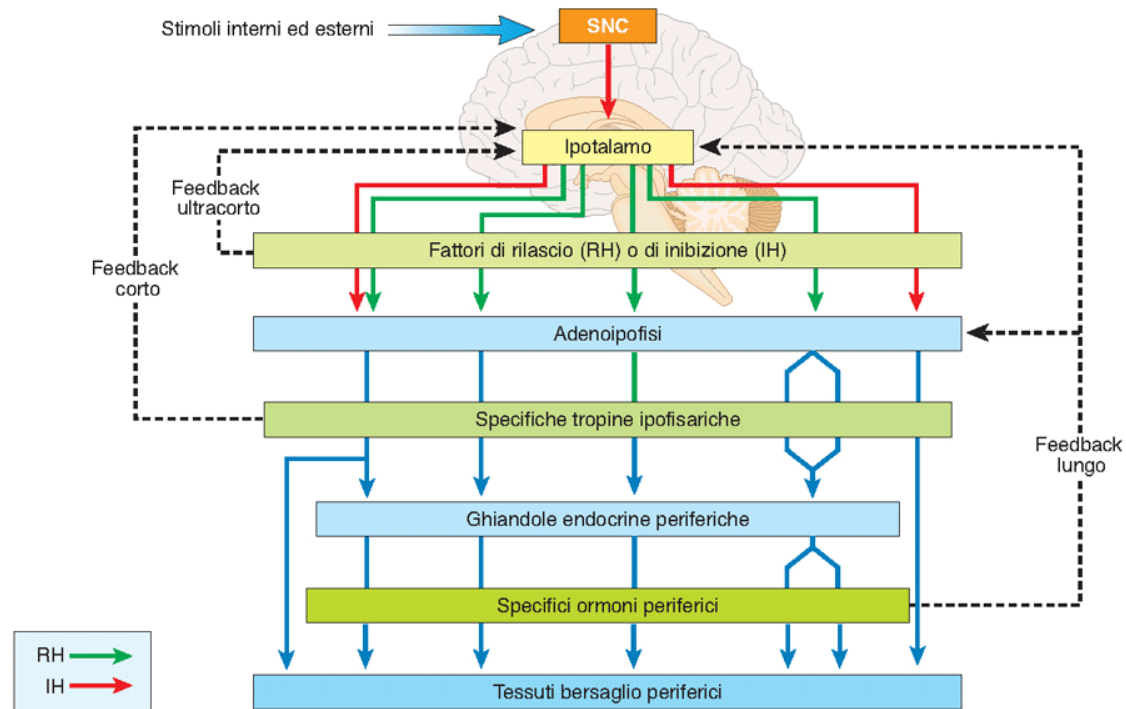 SNC
Stimoli interni ed esterni
Ipotalamo
Feedback
ultracorto
Fattori di rilascio (RH) o di inibizione (IH)
Feedback
corto
Adenoipofisi
Specifiche tropine ipofisariche
Feedback
lungo
Ghiandole endocrine periferiche
Specifici ormoni periferici
RH
IH
Tessuti bersaglio periferici